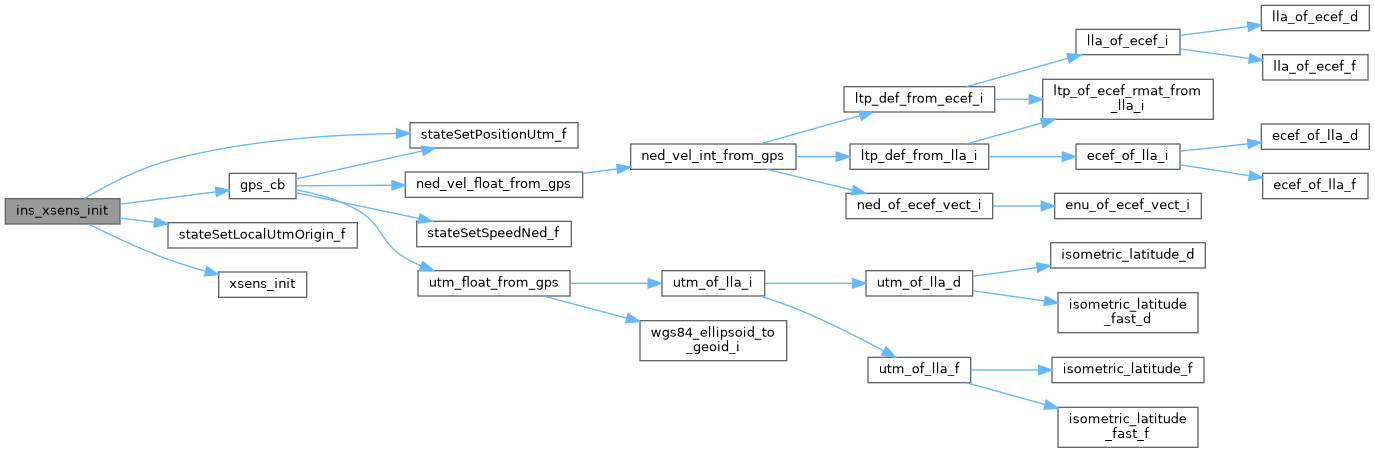 ins_xsens_init
gps_cb
stateSetLocalUtmOrigin_f
xsens_init
stateSetPositionUtm_f
ned_vel_float_from_gps
stateSetSpeedNed_f
utm_float_from_gps
ned_vel_int_from_gps
utm_of_lla_i
wgs84_ellipsoid_to
_geoid_i
ltp_def_from_ecef_i
ltp_def_from_lla_i
ned_of_ecef_vect_i
utm_of_lla_d
utm_of_lla_f
lla_of_ecef_i
ltp_of_ecef_rmat_from
_lla_i
ecef_of_lla_i
enu_of_ecef_vect_i
isometric_latitude_d
isometric_latitude
_fast_d
isometric_latitude_f
isometric_latitude
_fast_f
lla_of_ecef_d
lla_of_ecef_f
ecef_of_lla_d
ecef_of_lla_f